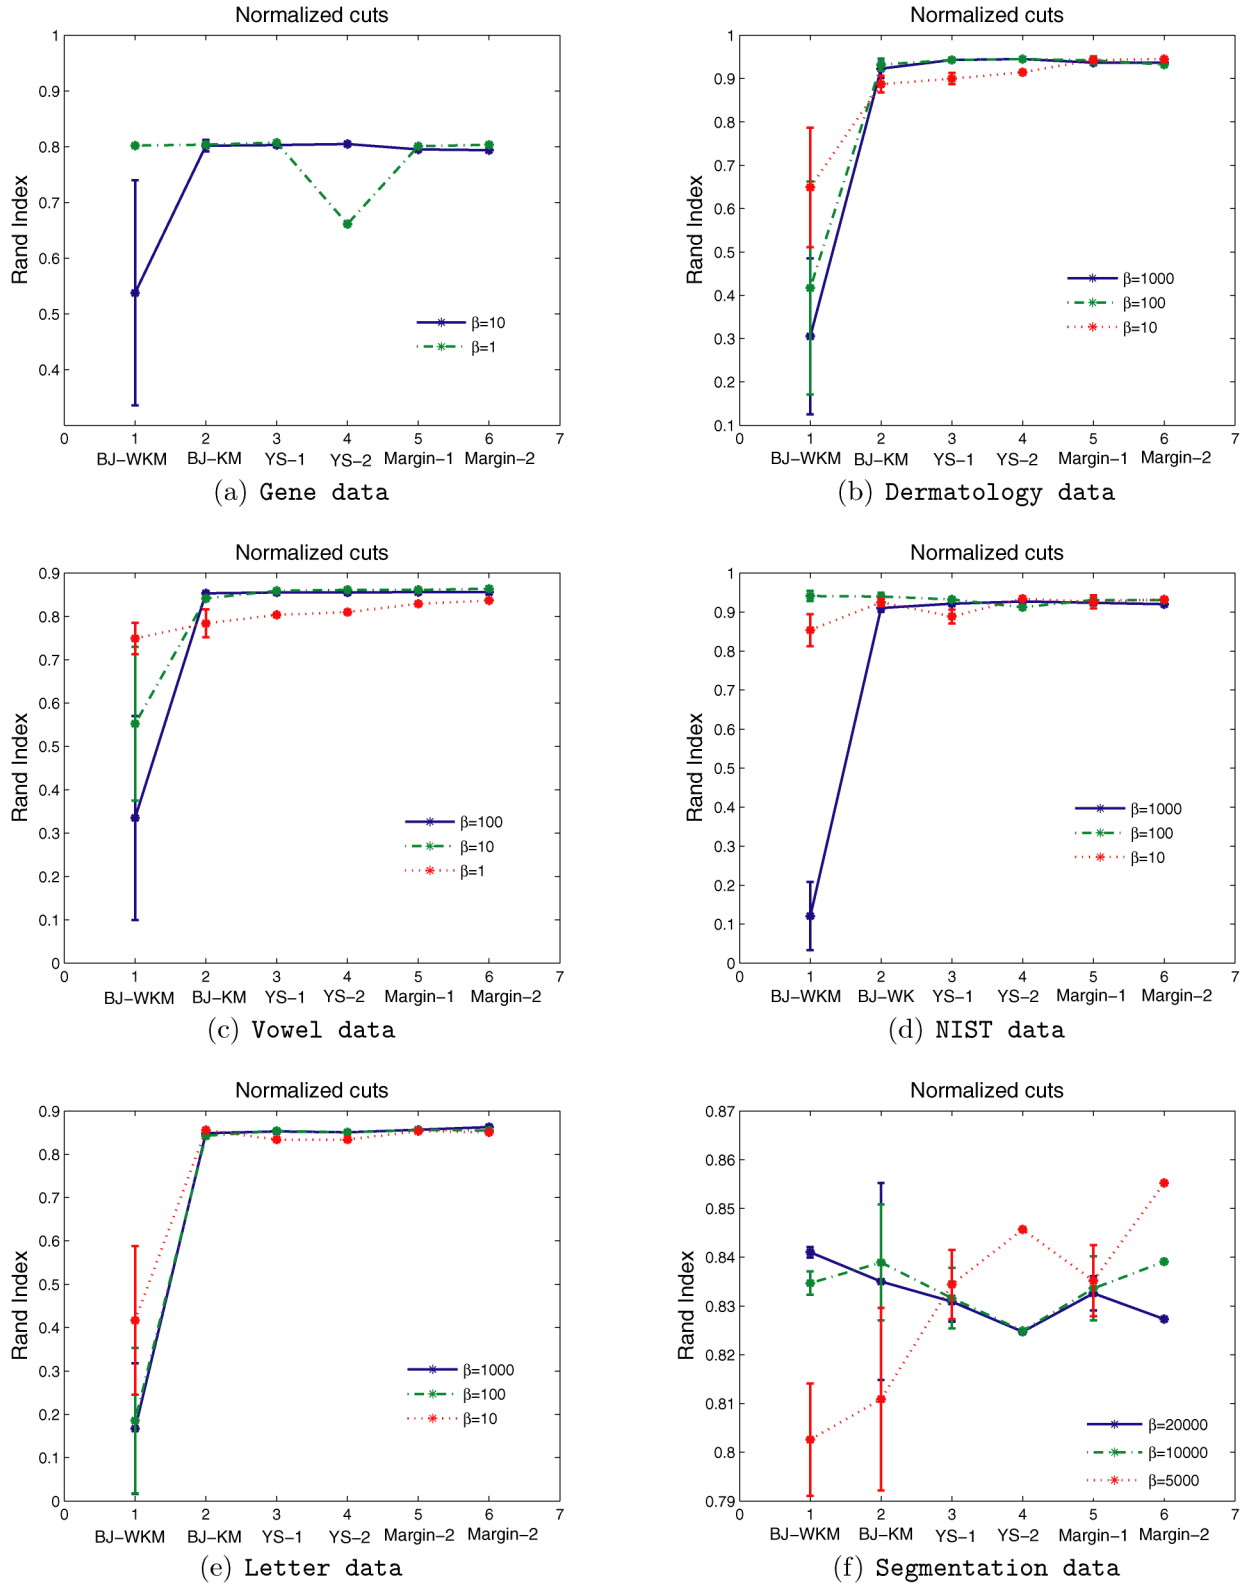 Normalized cuts
1
0.9
0.8
0.7
0.6
0.5
0.4
Rand Index
β=10
β=1
0 1 2 3 4 5 6 7
BJ−WKM BJ−KM YS−1 YS−2 Margin−1 Margin−2
(a) Gene data
Normalized cuts
1
0.9
0.8
0.7
0.6
0.5
0.4
0.3
0.2
0.1
Rand Index
β=1000
β=100
β=10
0 1 2 3 4 5 6 7
BJ−WKM BJ−KM YS−1 YS−2 Margin−1 Margin−2
(b) Dermatology data
Normalized cuts
0.9
0.8
0.7
0.6
0.5
0.4
0.3
0.2
0.1
0
Rand Index
β=100
β=10
β=1
0 1 2 3 4 5 6 7
BJ−WKM BJ−KM YS−1 YS−2 Margin−1 Margin−2
(c) Vowel data
Normalized cuts
1
0.9
0.8
0.7
0.6
0.5
0.4
0.3
0.2
0.1
0
Rand Index
β=1000
β=100
β=10
0 1 2 3 4 5 6 7
BJ−WKM BJ−WK YS−1 YS−2 Margin−1 Margin−2
(d) NIST data
Normalized cuts
0.9
0.8
0.7
0.6
0.5
0.4
0.3
0.2
0.1
0
Rand Index
β=1000
β=100
β=10
0 1 2 3 4 5 6 7
BJ−WKM BJ−KM YS−1 YS−2 Margin−2 Margin−2
(e) Letter data
Normalized cuts
0.87
0.86
0.85
0.84
0.83
0.82
0.81
0.8
0.79
Rand Index
β=20000
β=10000
β=5000
0 1 2 3 4 5 6 7
BJ−WKM BJ−KM YS−1 YS−2 Margin−1 Margin−2
(f) Segmentation data